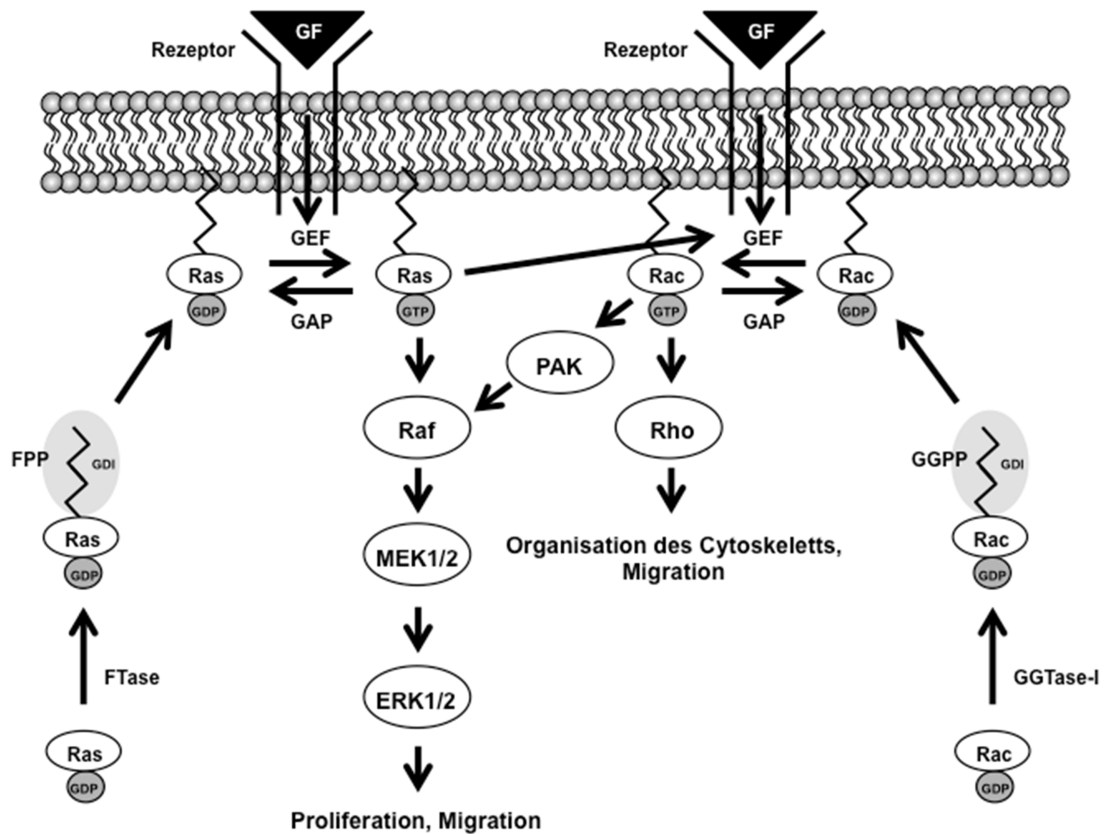 GF
GF
Rezeptor
Rezeptor
GEF
GEF
Ras
Ras
Rac
Rac
GDP
GTP
GTP
GDP
GAP
GAP
PAK
Raf
Rho
FPP
GDI
GGPP
GDI
Ras
Rac
GDP
GDP
MEK1/2
Organisation des Cytoskeletts,
Migration
FTase
GGTase-I
ERK1/2
Ras
Rac
GDP
GDP
Proliferation, Migration